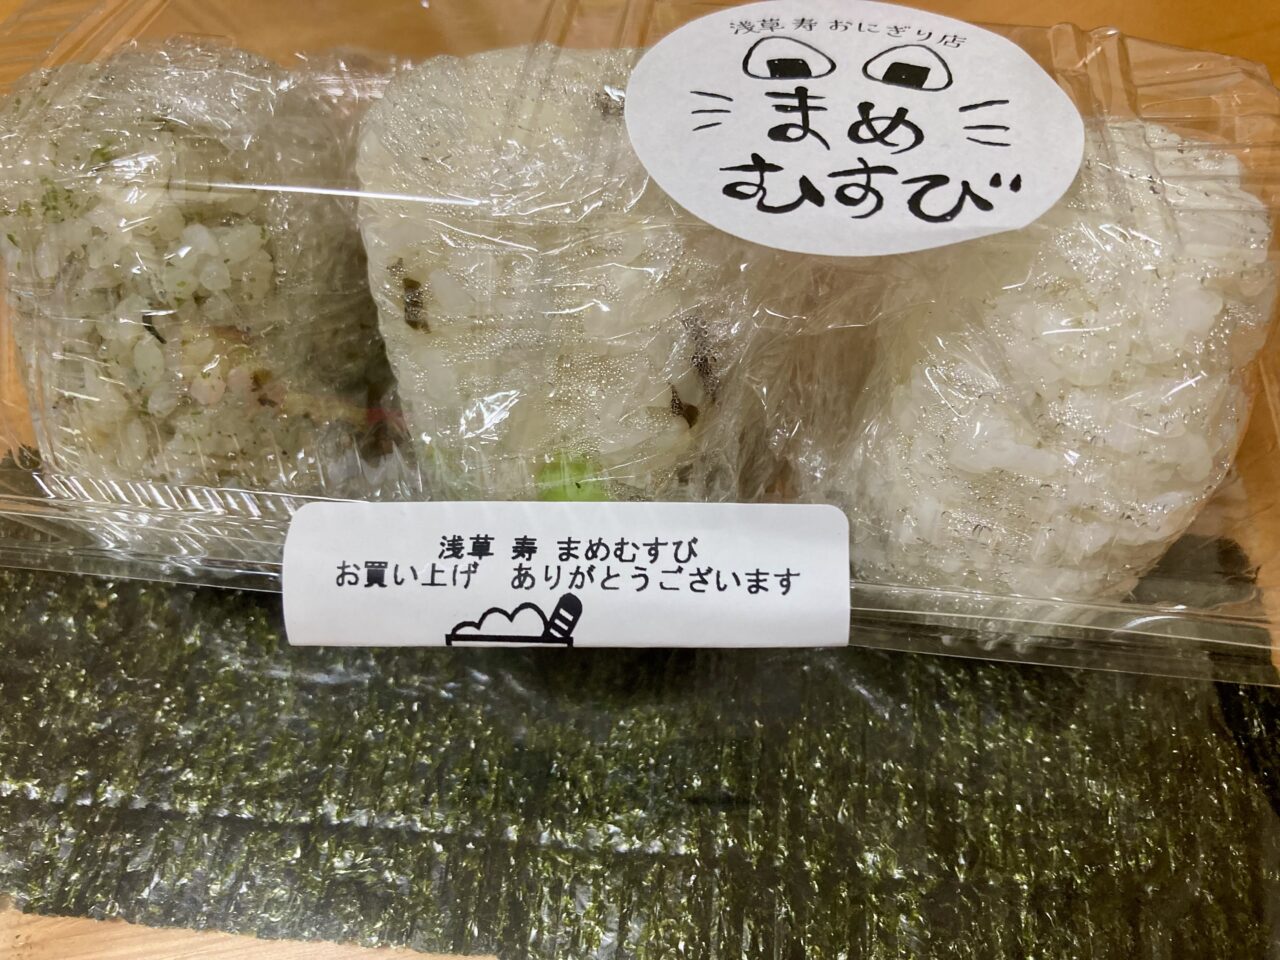 浅草 寿 おにぎり店
まめ
むすび
浅草 寿 まめむすび
お買い上げ ありがとうございます